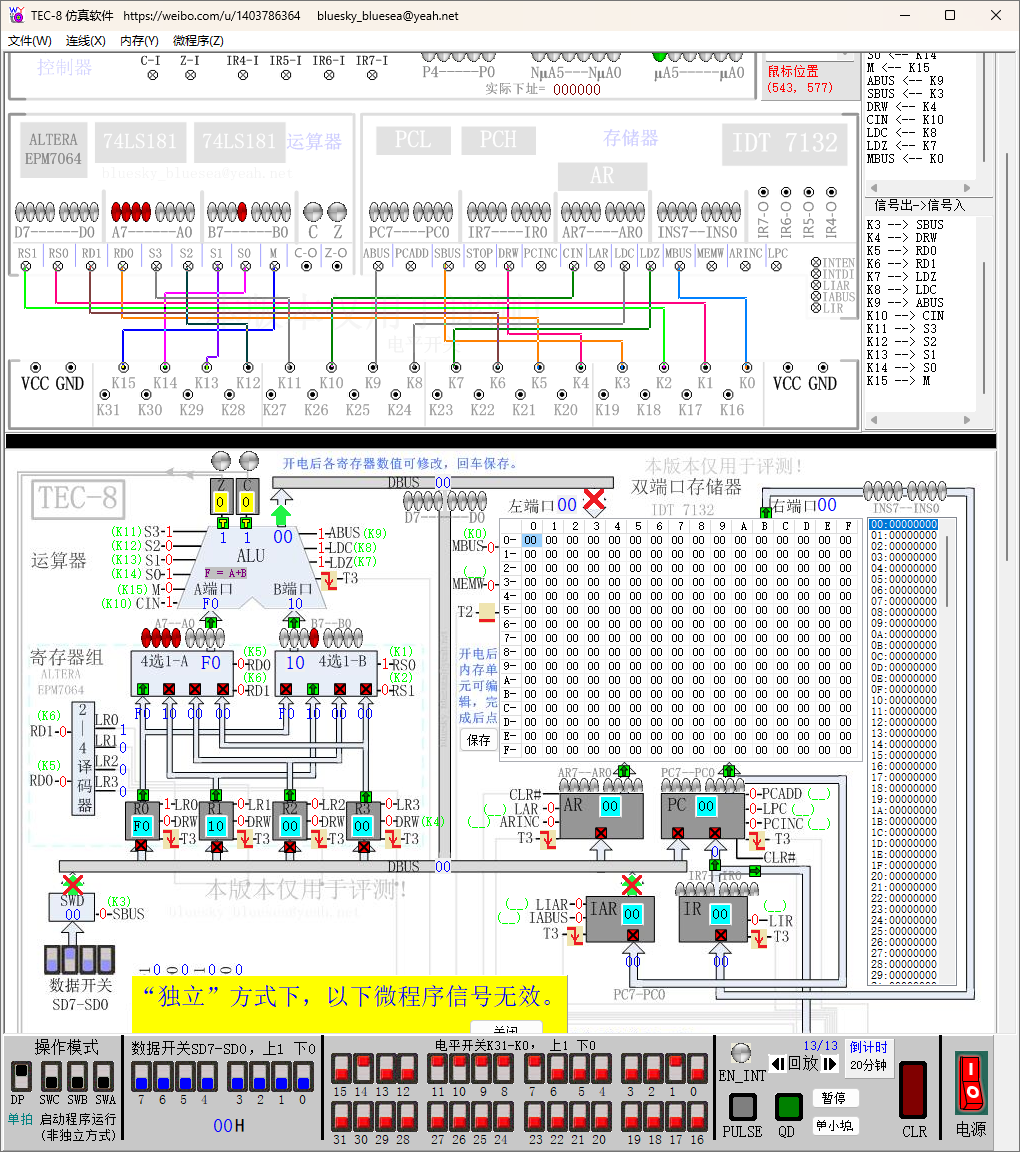 TEC-8 仿真软件 https://weibo.com/u/1403786364 bluesky_bluesea@yeah.net
文件(W) 连线(X) 内存(Y) 微程序(Z)
控制器
C-I Z-I IR4-I IR5-I IR6-I IR7-I
P4-----P0 NμA5---NμA0 μA5-----μA0
实际下址= 000000
鼠标位置
(543, 577)
M <-- K15
ABUS <-- K9
SBUS <-- K3
DRW <-- K4
CIN <-- K10
LDC <-- K8
LDZ <-- K7
MBUS <-- K0
信号出->信号入
K3 --> SBUS
K4 --> DRW
K5 --> RD0
K6 --> RD1
K7 --> LDZ
K8 --> LDC
K9 --> ABUS
K10 --> CIN
K11 --> S3
K12 --> S2
K13 --> S1
K14 --> S0
K15 --> M
ALTERA
EPM7064
74LS181 74LS181 运算器
bluesky_bluesea@yeah.net
PCL PCH 存储器 IDT 7132
AR
D7-----D0 A7-----A0 B7-----B0 C Z
PC7---PC0 IR7---IR0 AR7---AR0 INS7---INS0
IR7-O IR6-O IR5-O IR4-O
RS1 RS0 RD1 RD0 S3 S2 S1 S0 M C-O Z-O
ABUS PCADD SBUS STOP DRW PCINC CIN LAR LDC LDZ MBUS MEMW ARINC LPC
INTEN
INTDI
LIAR
IABUS
LIR
VCC GND K15 K14 K13 K12 K11 K10 K9 K8 K7 K6 K5 K4 K3 K2 K1 K0 VCC GND
K31 K30 K29 K28 K27 K26 K25 K24 K23 K22 K21 K20 K19 K18 K17 K16
开电后各寄存器数值可修改，回车保存。
本版本仅用于评测!
TEC-8
Z C
0 0
1 1
DBUS 00
D7-----D0
左端口00
双端口存储器
IDT 7132
右端口00
INS7---INS0
运算器
(K11) S3-1
(K12) S2-0
(K13) S1-0
(K14) S0-1
(K15) M-0
(K10) CIN-1
00
ALU
F = A+B
A端口 B端口
F0 10
1-ABUS (K9)
1-LDC (K8)
1-LDZ (K7)
T3
A7--A0 B7--B0
寄存器组
ALTERA
EPM7064
4选1-A F0
10 4选1-B
(K5)
0-RD0
(K6)
0-RD1
(K1)
1-RS0
(K2)
0-RS1
F0 10 00 00 F0 10 00 00
(K6)
RD1-0
(K5)
RD0-0
2—4译码器
LR0 1
LR1 0
LR2 0
LR3 0
R0 F0 1-LR0 0-DRW T3
R1 10 0-LR1 0-DRW T3
R2 00 0-LR2 0-DRW T3
R3 00 0-LR3 0-DRW (K4) T3
DBUS 00
(K0)
MBUS-0
(__)
MEMW-0
T2
开电后
内存单
元可编
辑，完
成后点
保存
0 1 2 3 4 5 6 7 8 9 A B C D E F
0- 00 00 00 00 00 00 00 00 00 00 00 00 00 00 00 00
1- 00 00 00 00 00 00 00 00 00 00 00 00 00 00 00 00
2- 00 00 00 00 00 00 00 00 00 00 00 00 00 00 00 00
3- 00 00 00 00 00 00 00 00 00 00 00 00 00 00 00 00
4- 00 00 00 00 00 00 00 00 00 00 00 00 00 00 00 00
5- 00 00 00 00 00 00 00 00 00 00 00 00 00 00 00 00
6- 00 00 00 00 00 00 00 00 00 00 00 00 00 00 00 00
7- 00 00 00 00 00 00 00 00 00 00 00 00 00 00 00 00
8- 00 00 00 00 00 00 00 00 00 00 00 00 00 00 00 00
9- 00 00 00 00 00 00 00 00 00 00 00 00 00 00 00 00
A- 00 00 00 00 00 00 00 00 00 00 00 00 00 00 00 00
B- 00 00 00 00 00 00 00 00 00 00 00 00 00 00 00 00
C- 00 00 00 00 00 00 00 00 00 00 00 00 00 00 00 00
D- 00 00 00 00 00 00 00 00 00 00 00 00 00 00 00 00
E- 00 00 00 00 00 00 00 00 00 00 00 00 00 00 00 00
F- 00 00 00 00 00 00 00 00 00 00 00 00 00 00 00 00
00:00000000
01:00000000
02:00000000
03:00000000
04:00000000
05:00000000
06:00000000
07:00000000
08:00000000
09:00000000
0A:00000000
0B:00000000
0C:00000000
0D:00000000
0E:00000000
0F:00000000
10:00000000
11:00000000
12:00000000
13:00000000
14:00000000
15:00000000
16:00000000
17:00000000
18:00000000
19:00000000
1A:00000000
1B:00000000
1C:00000000
1D:00000000
1E:00000000
1F:00000000
20:00000000
21:00000000
22:00000000
23:00000000
24:00000000
25:00000000
26:00000000
27:00000000
28:00000000
29:00000000
AR7--AR0 PC7--PC0
CLR#
(__) LAR-0
(__) ARINC-0
T3
AR 00
PC 00
0-PCADD (__)
0-LPC (__)
0-PCINC (__)
T3
CLR#
0
IR7--IR0
(__) LIAR-0
(__) IABUS-0
T3
IAR 00
IR 00
(__)
0-LIR
T3
00 00
PC7-PC0
本版本仅用于评测!
bluesky_bluesea@yeah.net
SWD
00
(K3)
0-SBUS
数据开关
SD7-SD0
“独立”方式下，以下微程序信号无效。
关闭
操作模式
DP SWC SWB SWA
单拍 启动程序运行
(非独立方式)
数据开关SD7-SD0，上1 下0
7 6 5 4 3 2 1 0
00H
电平开关K31-K0， 上1 下0
15 14 13 12 11 10 9 8 7 6 5 4 3 2 1 0
31 30 29 28 27 26 25 24 23 22 21 20 19 18 17 16
EN_INT
13/13
回放
倒计时
20分钟
PULSE QD
暂停
CLR
电源